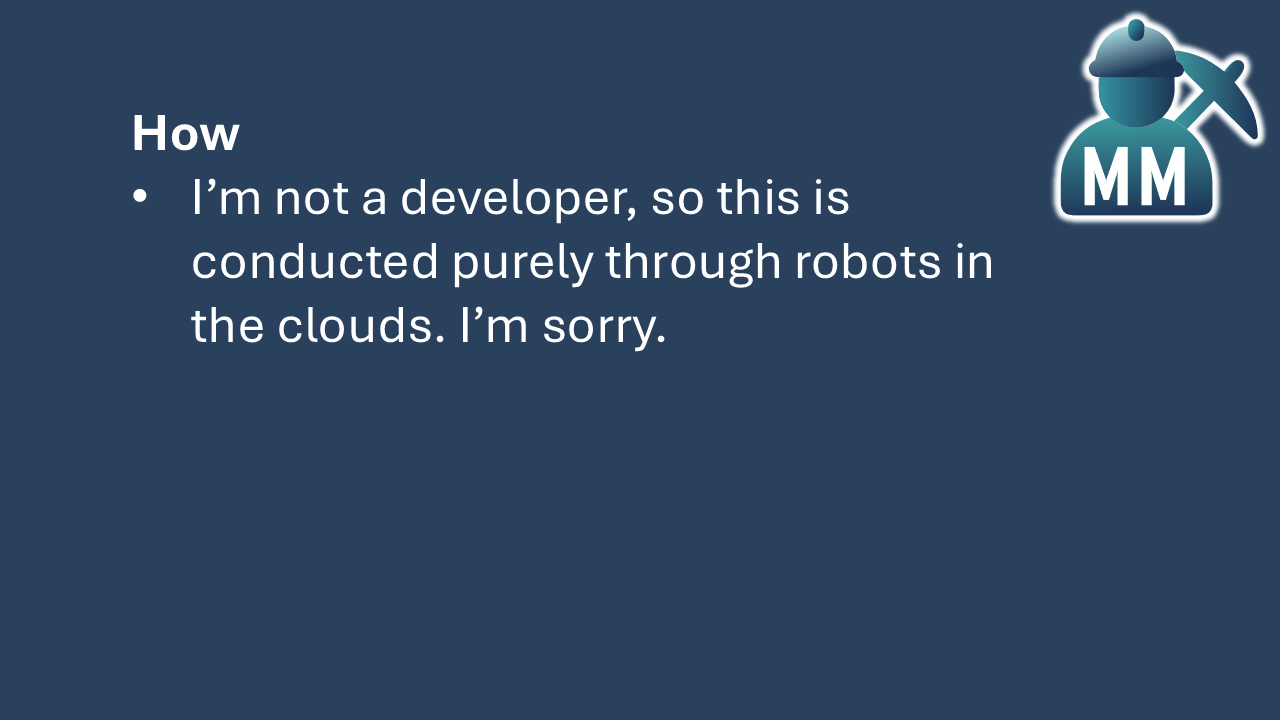 How
• I’m not a developer, so this is
conducted purely through robots in
the clouds. I’m sorry.
MM